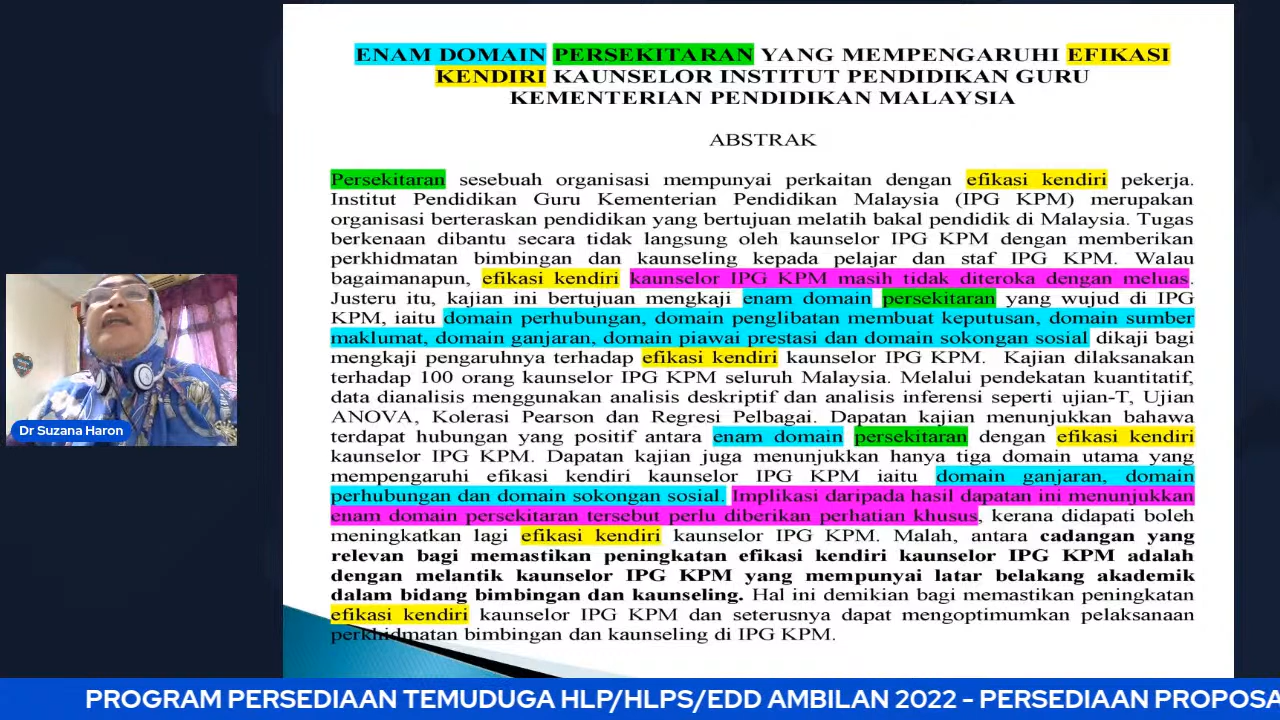 ENAM DOMAIN PERSEKITARAN YANG MEMPENGARUHI EFIKASI
KENDIRI KAUNSELOR INSTITUT PENDIDIKAN GURU
KEMENTERIAN PENDIDIKAN MALAYSIA
ABSTRAK
Persekitaran sesebuah organisasi mempunyai perkaitan dengan efikasi kendiri pekerja.
Institut Pendidikan Guru Kementerian Pendidikan Malaysia (IPG KPM) merupakan
organisasi berteraskan pendidikan yang bertujuan melatih bakal pendidik di Malaysia. Tugas
berkenaan dibantu secara tidak langsung oleh kaunselor IPG KPM dengan memberikan
perkhidmatan bimbingan dan kaunseling kepada pelajar dan staf IPG KPM. Walau
bagaimanapun, efikasi kendiri kaunselor IPG KPM masih tidak diteroka dengan meluas.
Justeru itu, kajian ini bertujuan mengkaji enam domain persekitaran yang wujud di IPG
KPM, iaitu domain perhubungan, domain penglibatan membuat keputusan, domain sumber
maklumat, domain ganjaran, domain piawai prestasi dan domain sokongan sosial dikaji bagi
mengkaji pengaruhnya terhadap efikasi kendiri kaunselor IPG KPM. Kajian dilaksanakan
terhadap 100 orang kaunselor IPG KPM seluruh Malaysia. Melalui pendekatan kuantitatif,
data dianalisis menggunakan analisis deskriptif dan analisis inferensi seperti ujian-T, Ujian
ANOVA, Kolerasi Pearson dan Regresi Pelbagai. Dapatan kajian menunjukkan bahawa
terdapat hubungan yang positif antara enam domain persekitaran dengan efikasi kendiri
kaunselor IPG KPM. Dapatan kajian juga menunjukkan hanya tiga domain utama yang
mempengaruhi efikasi kendiri kaunselor IPG KPM iaitu domain ganjaran, domain
perhubungan dan domain sokongan sosial. Implikasi daripada hasil dapatan ini menunjukkan
enam domain persekitaran tersebut perlu diberikan perhatian khusus, kerana didapati boleh
meningkatkan lagi efikasi kendiri kaunselor IPG KPM. Malah, antara cadangan yang
relevan bagi memastikan peningkatan efikasi kendiri kaunselor IPG KPM adalah
dengan melantik kaunselor IPG KPM yang mempunyai latar belakang akademik
dalam bidang bimbingan dan kaunseling. Hal ini demikian bagi memastikan peningkatan
efikasi kendiri kaunselor IPG KPM dan seterusnya dapat mengoptimumkan pelaksanaan
perkhidmatan bimbingan dan kaunseling di IPG KPM.
Dr Suzana Haron
PROGRAM PERSEDIAAN TEMUDUGA HLP/HLPS/EDD AMBILAN 2022 - PERSEDIAAN PROPOSA